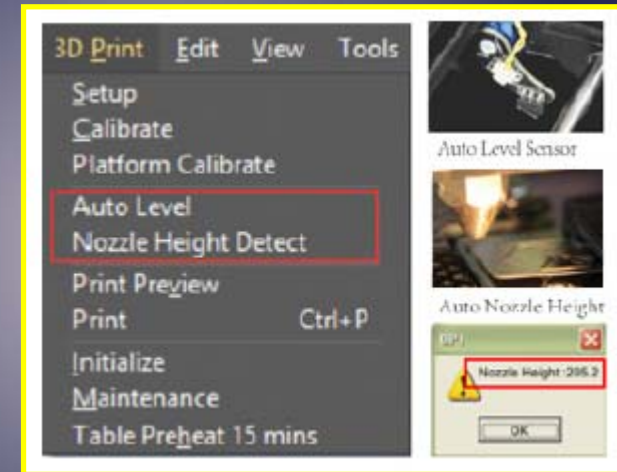 3D Print Edit View Tools
Setup
Calibrate
Platform Calibrate
Auto Level
Nozzle Height Detect
Print Preview
Print Ctrl+P
Initialize
Maintenance
Table Preheat 15 mins
Auto Level Sensor
Auto Nozzle Height
Nozzle Height :205.2
OK